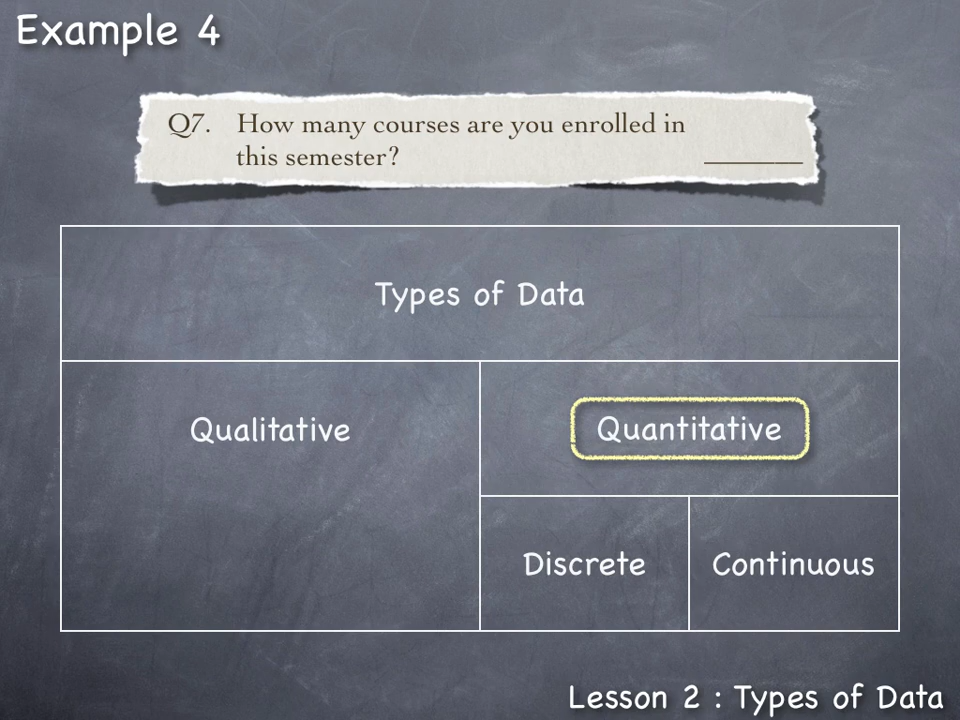 Example 4
Q7. How many courses are you enrolled in
this semester? ________
Types of Data
Qualitative
Quantitative
Discrete
Continuous
Lesson 2 : Types of Data